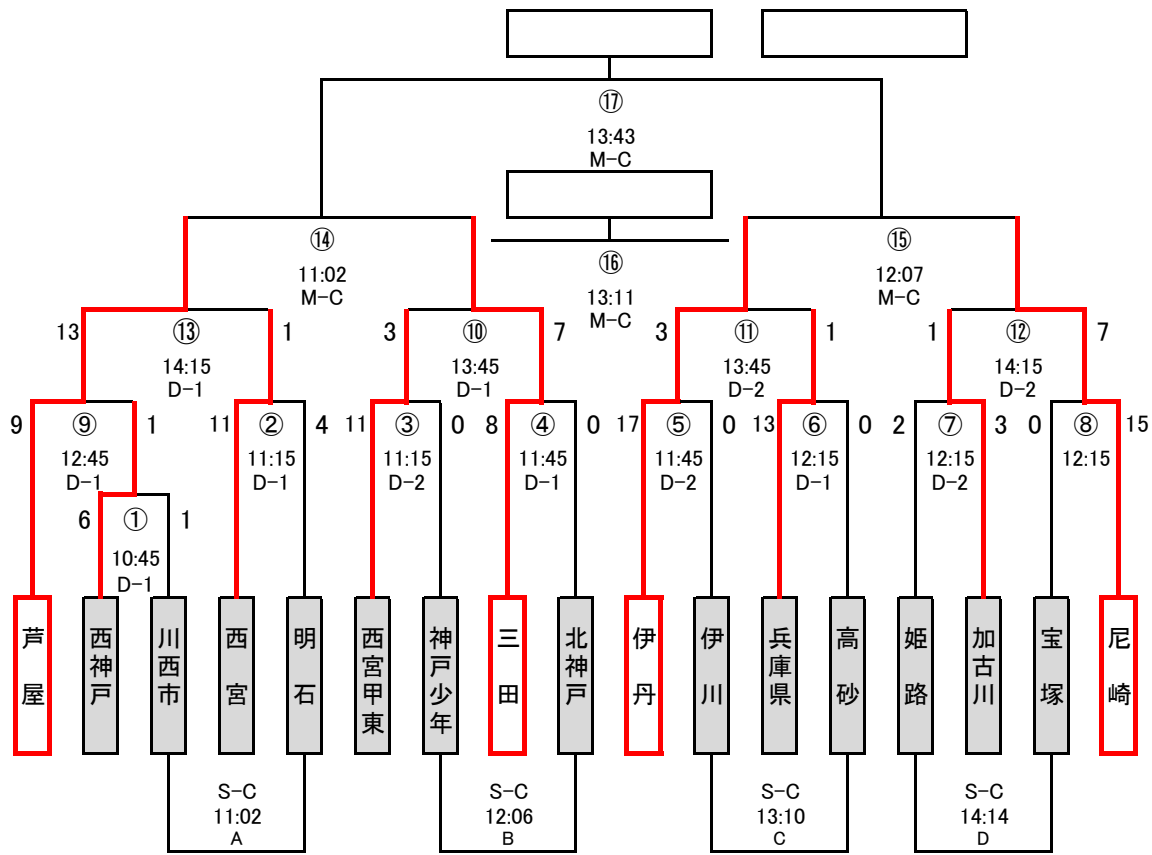 ⑰
13:43
M-C
⑭
11:02
M-C
⑯
13:11
M-C
⑮
12:07
M-C
13
⑬
1
14:15
D-1
3
⑩
7
13:45
D-1
3
⑪
1
13:45
D-2
1
⑫
7
14:15
D-2
9
⑨
1
12:45
D-1
11
②
4
11:15
D-1
11
③
0
11:15
D-2
8
④
0
11:45
D-1
17
⑤
0
11:45
D-2
13
⑥
0
12:15
D-1
2
⑦
3
12:15
D-2
0
⑧
15
12:15
6
①
1
10:45
D-1
芦屋
西神戸
川西市
西宮
明石
西宮甲東
神戸少年
三田
北神戸
伊丹
伊川
兵庫県
高砂
姫路
加古川
宝塚
尼崎
S-C
11:02
A
S-C
12:06
B
S-C
13:10
C
S-C
14:14
D